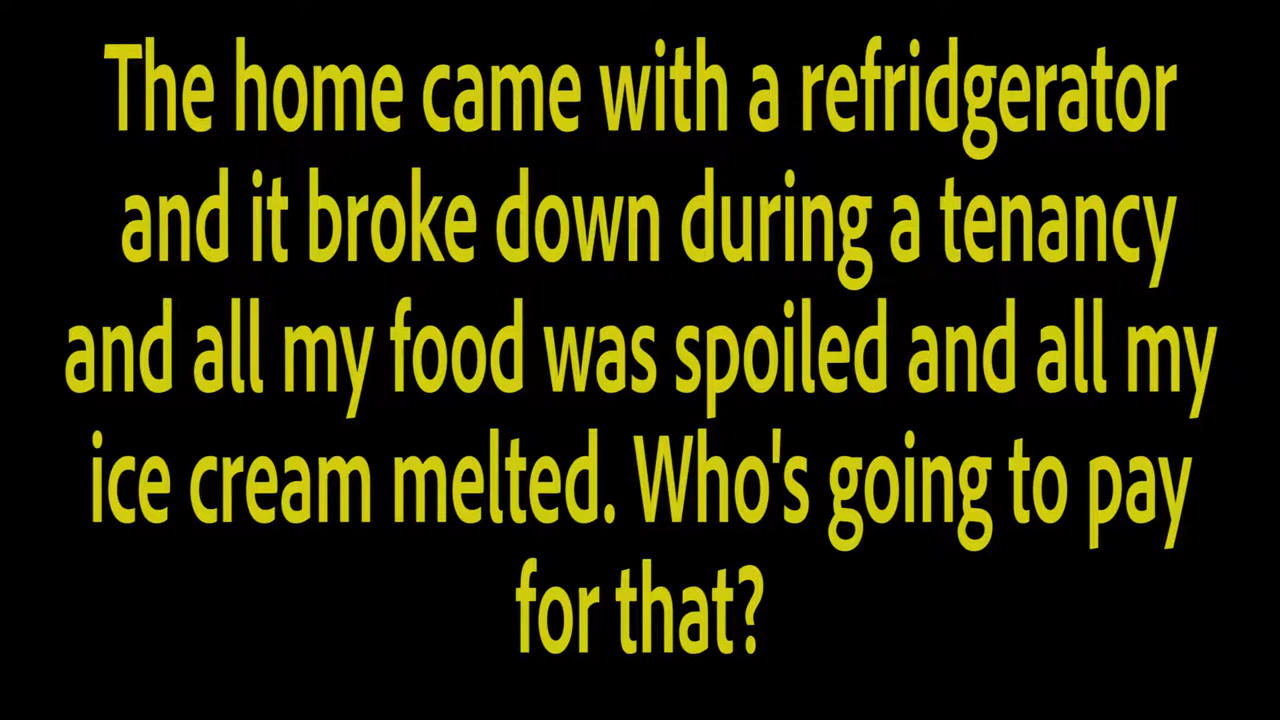 The home came with a refridgerator
and it broke down during a tenancy
and all my food was spoiled and all my
ice cream melted. Who's going to pay
for that?